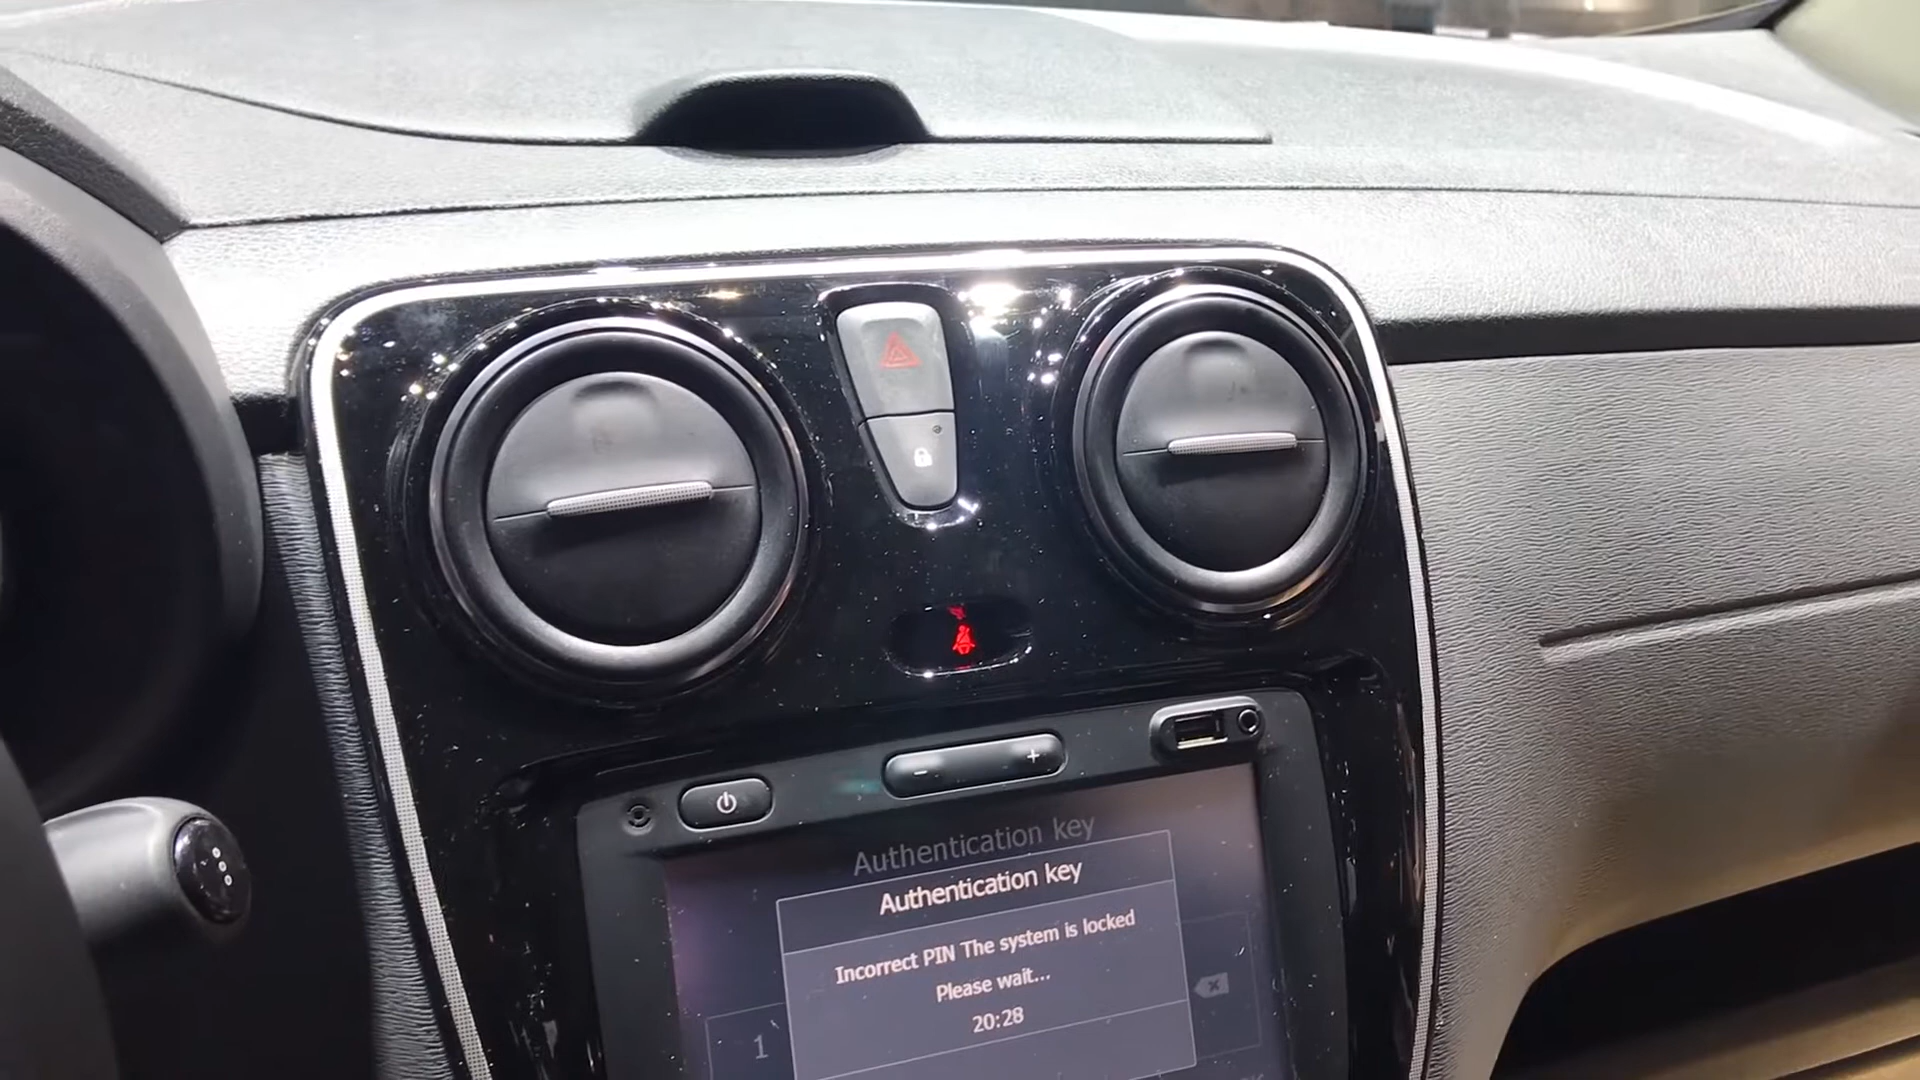 - +
Authentication key
Authentication key
Incorrect PIN The system is locked
Please wait...
20:28
1